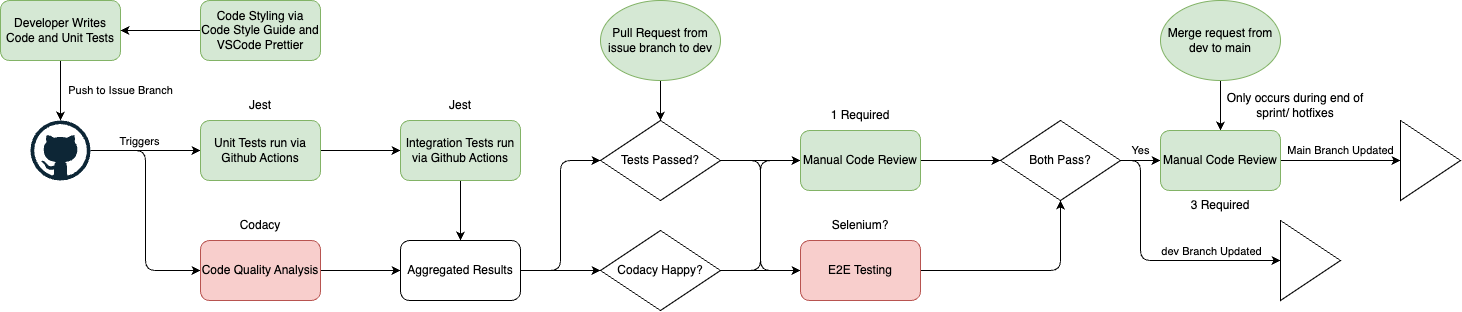 Developer Writes
Code and Unit Tests
Code Styling via
Code Style Guide and
VSCode Prettier
Push to Issue Branch
Triggers
Jest
Unit Tests run via
Github Actions
Jest
Integration Tests run
via Github Actions
Codacy
Code Quality Analysis
Aggregated Results
Pull Request from
issue branch to dev
Tests Passed?
Codacy Happy?
1 Required
Manual Code Review
Selenium?
E2E Testing
Both Pass?
Yes
Merge request from
dev to main
Only occurs during end of
sprint/ hotfixes
Manual Code Review
3 Required
Main Branch Updated
dev Branch Updated